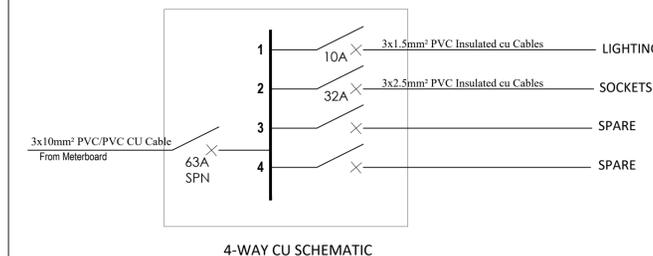 1
10A
3x1.5mm² PVC Insulated cu Cables
LIGHTIN
2
32A
3x2.5mm² PVC Insulated cu Cables
SOCKETS
3
SPARE
3x10mm² PVC/PVC CU Cable
From Meterboard
63A
SPN
4
SPARE
4-WAY CU SCHEMATIC